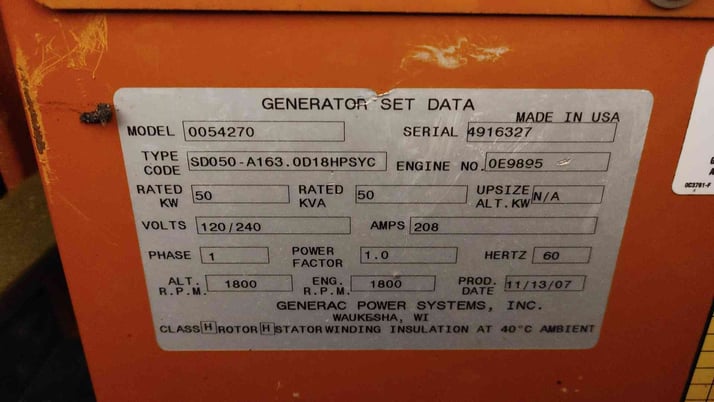 GENERATOR SET DATA
MADE IN USA
MODEL 0054270 SERIAL 4916327
TYPE CODE SD050-A163.0D18HPSYC ENGINE NO. 0E9895
RATED KW 50 RATED KVA 50 UPSIZE ALT.KW N/A
VOLTS 120/240 AMPS 208
PHASE 1 POWER FACTOR 1.0 HERTZ 60
ALT. R.P.M. 1800 ENG. R.P.M. 1800 PROD. DATE 11/13/07
GENERAC POWER SYSTEMS, INC.
WAUKESHA, WI
CLASS H ROTOR H STATOR WINDING INSULATION AT 40°C AMBIENT
0C3761-F